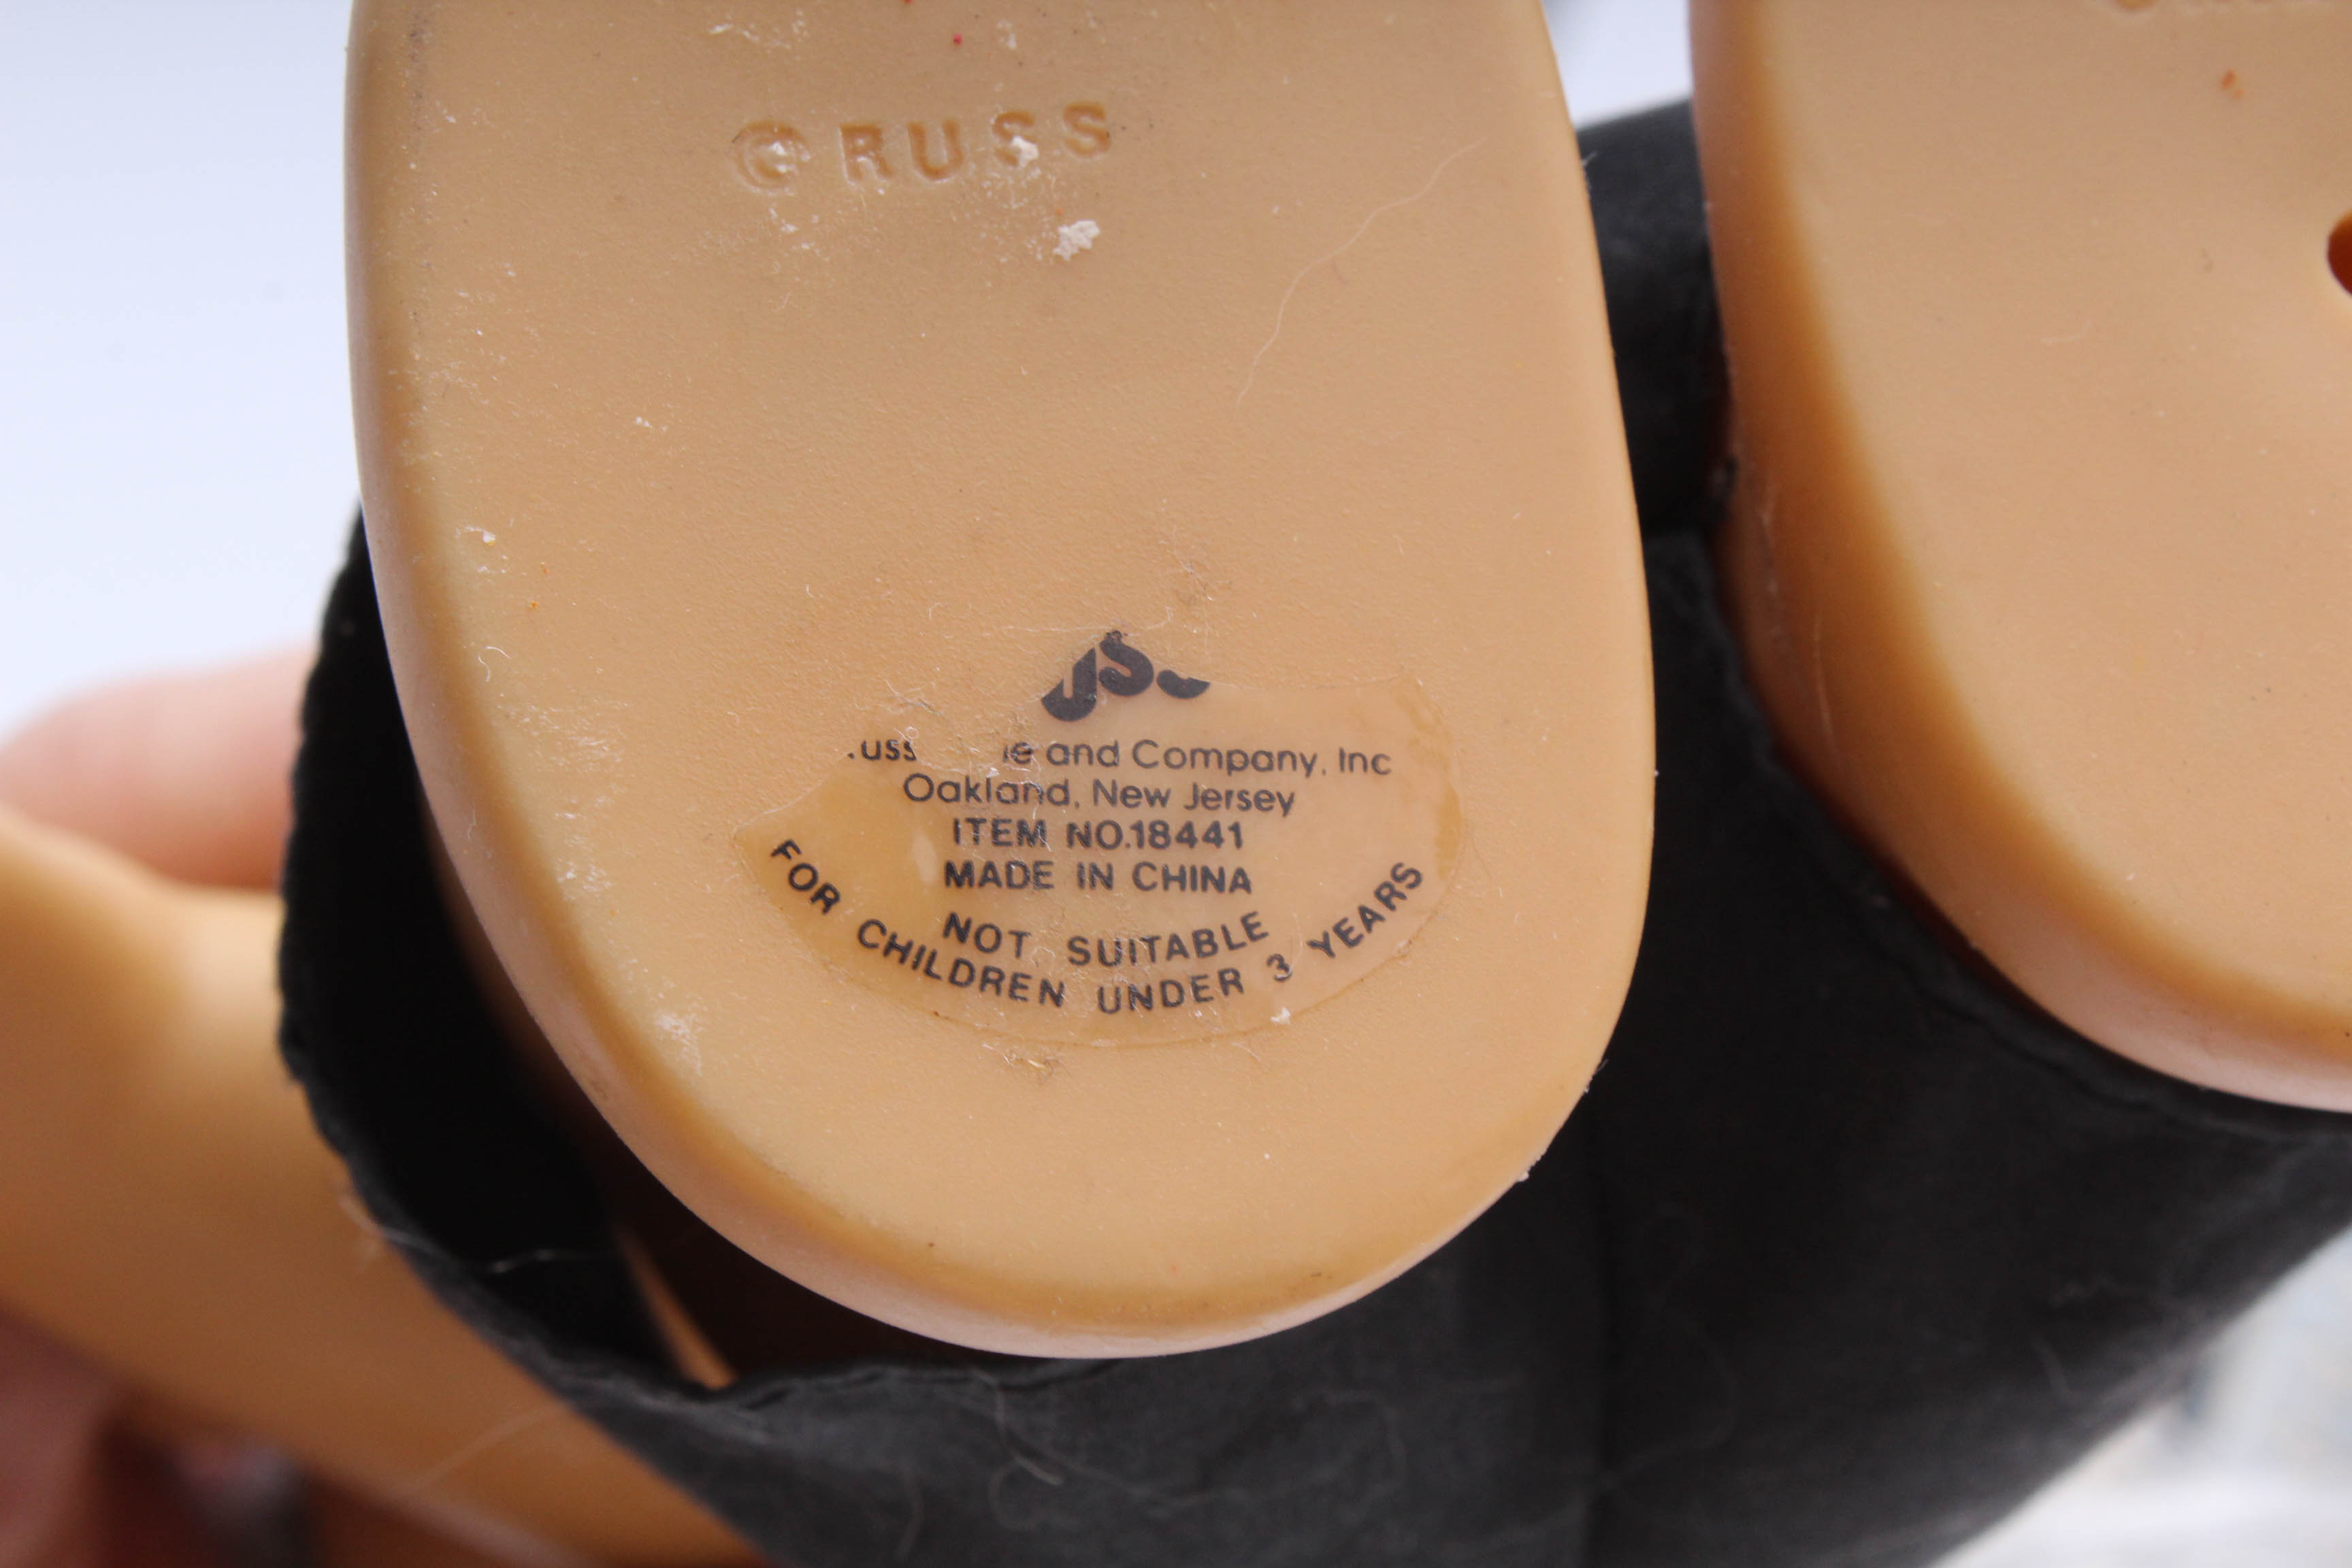 © RUSS
and Company, Inc
Oakland, New Jersey
ITEM NO.18441
MADE IN CHINA
NOT SUITABLE
FOR CHILDREN UNDER 3 YEARS